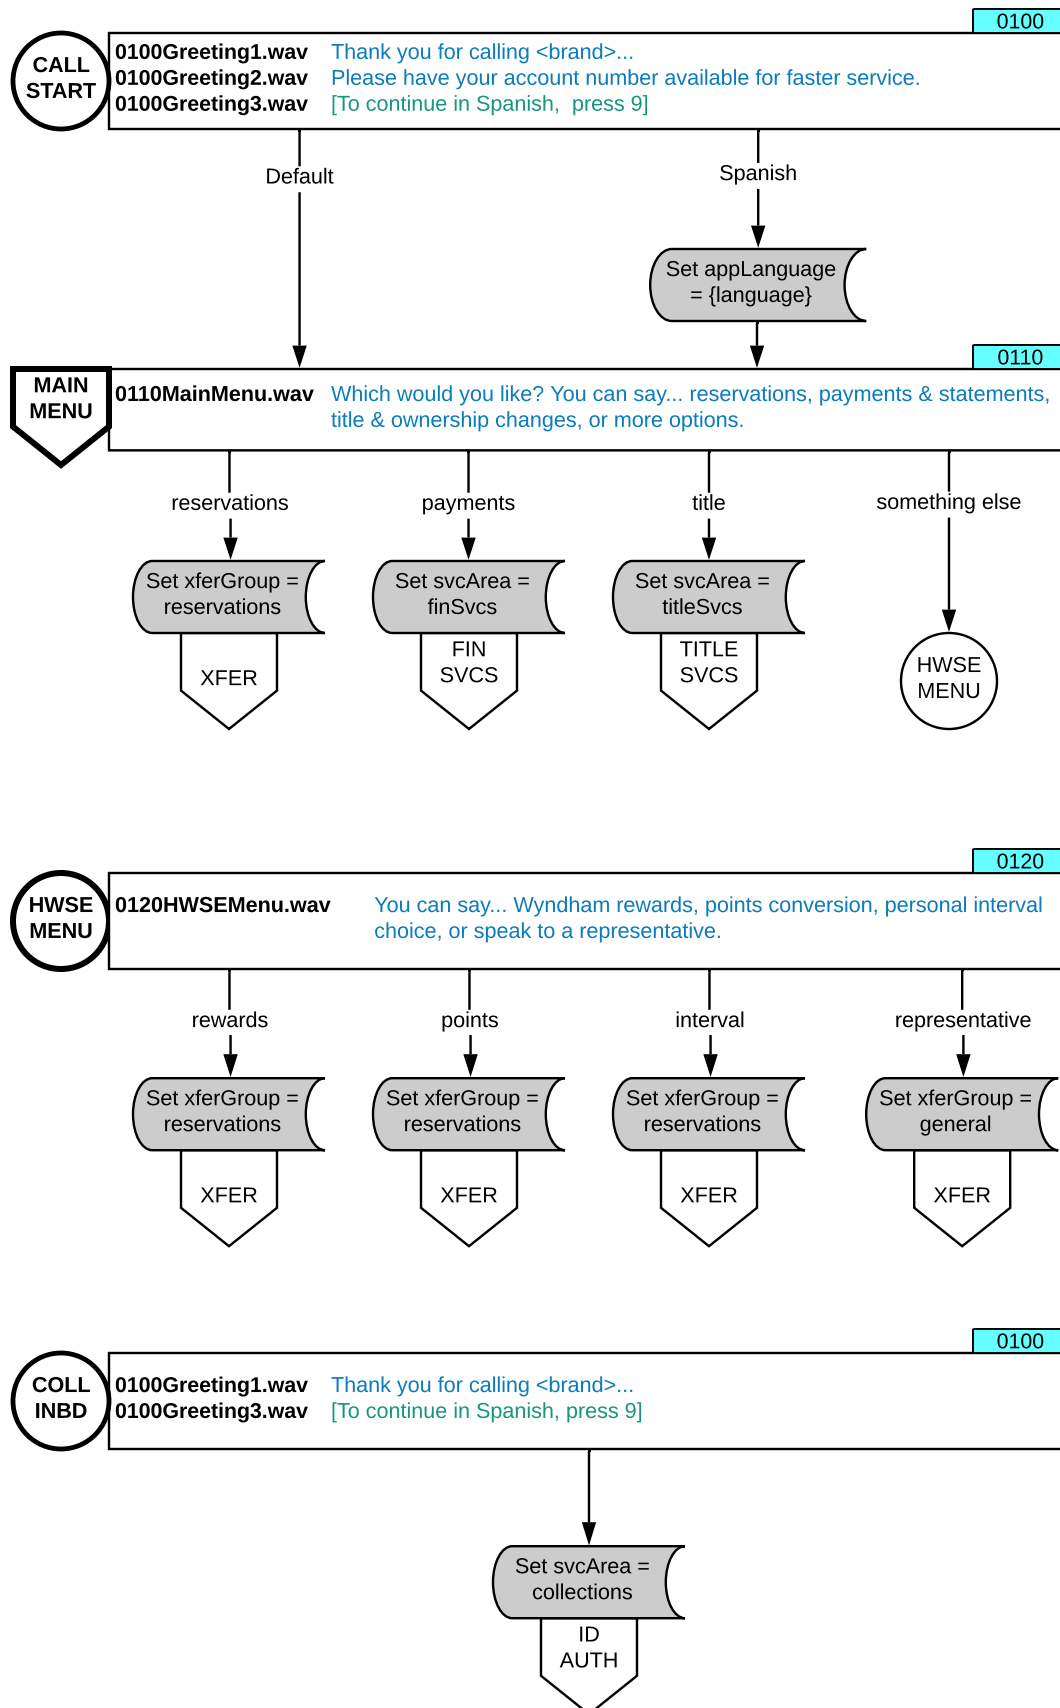 0100
CALL
START
0100Greeting1.wav Thank you for calling <brand>...
0100Greeting2.wav Please have your account number available for faster service.
0100Greeting3.wav [To continue in Spanish,  press 9]
Default
Spanish
Set appLanguage
= {language}
0110
MAIN
MENU
0110MainMenu.wav Which would you like? You can say... reservations, payments & statements,
title & ownership changes, or more options.
reservations
payments
title
something else
Set xferGroup =
reservations
Set svcArea =
finSvcs
Set svcArea =
titleSvcs
XFER
FIN
SVCS
TITLE
SVCS
HWSE
MENU
0120
HWSE
MENU
0120HWSEMenu.wav You can say... Wyndham rewards, points conversion, personal interval
choice, or speak to a representative.
rewards
points
interval
representative
Set xferGroup =
reservations
Set xferGroup =
reservations
Set xferGroup =
reservations
Set xferGroup =
general
XFER
XFER
XFER
XFER
0100
COLL
INBD
0100Greeting1.wav Thank you for calling <brand>...
0100Greeting3.wav [To continue in Spanish, press 9]
Set svcArea =
collections
ID
AUTH